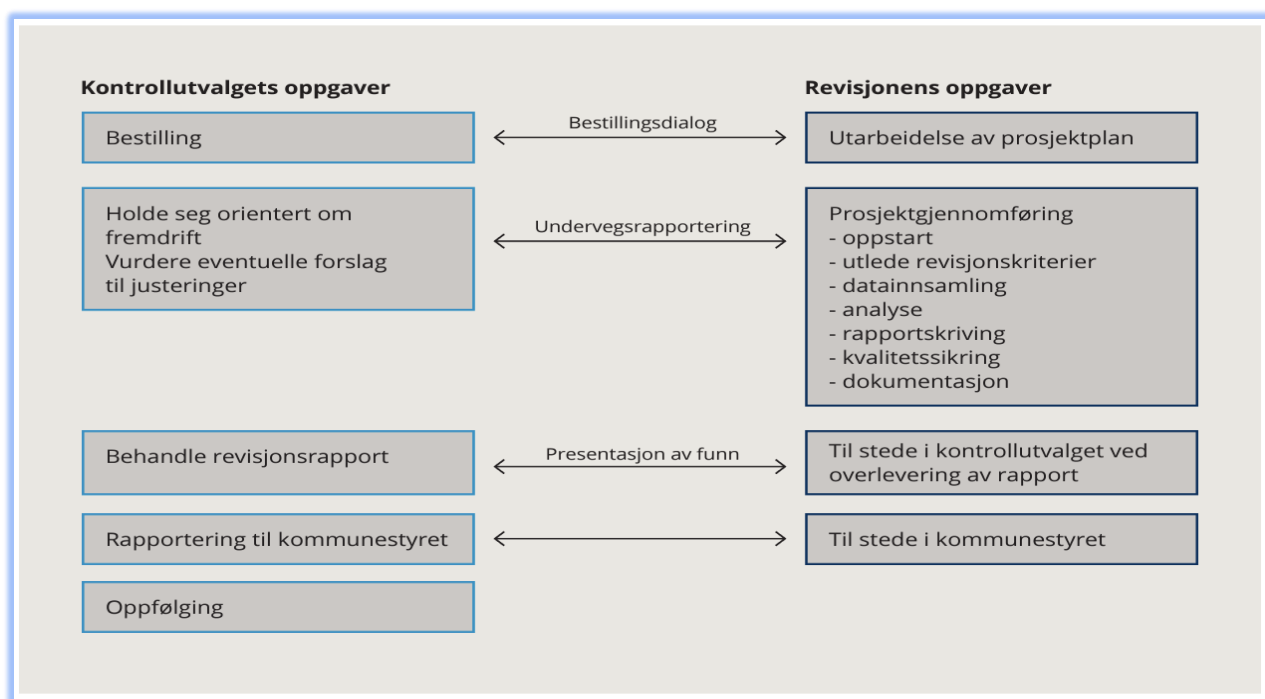 Kontrollutvalgets oppgaver
Revisjonens oppgaver
Bestilling
Bestillingsdialog
Utarbeidelse av prosjektplan
Holde seg orientert om
fremdrift
Vurdere eventuelle forslag
til justeringer
Undervegsrapportering
Prosjektgjennomføring
- oppstart
- utlede revisjonskriterier
- datainnsamling
- analyse
- rapportskriving
- kvalitetssikring
- dokumentasjon
Behandle revisjonsrapport
Presentasjon av funn
Til stede i kontrollutvalget ved
overlevering av rapport
Rapportering til kommunestyret
Til stede i kommunestyret
Oppfølging